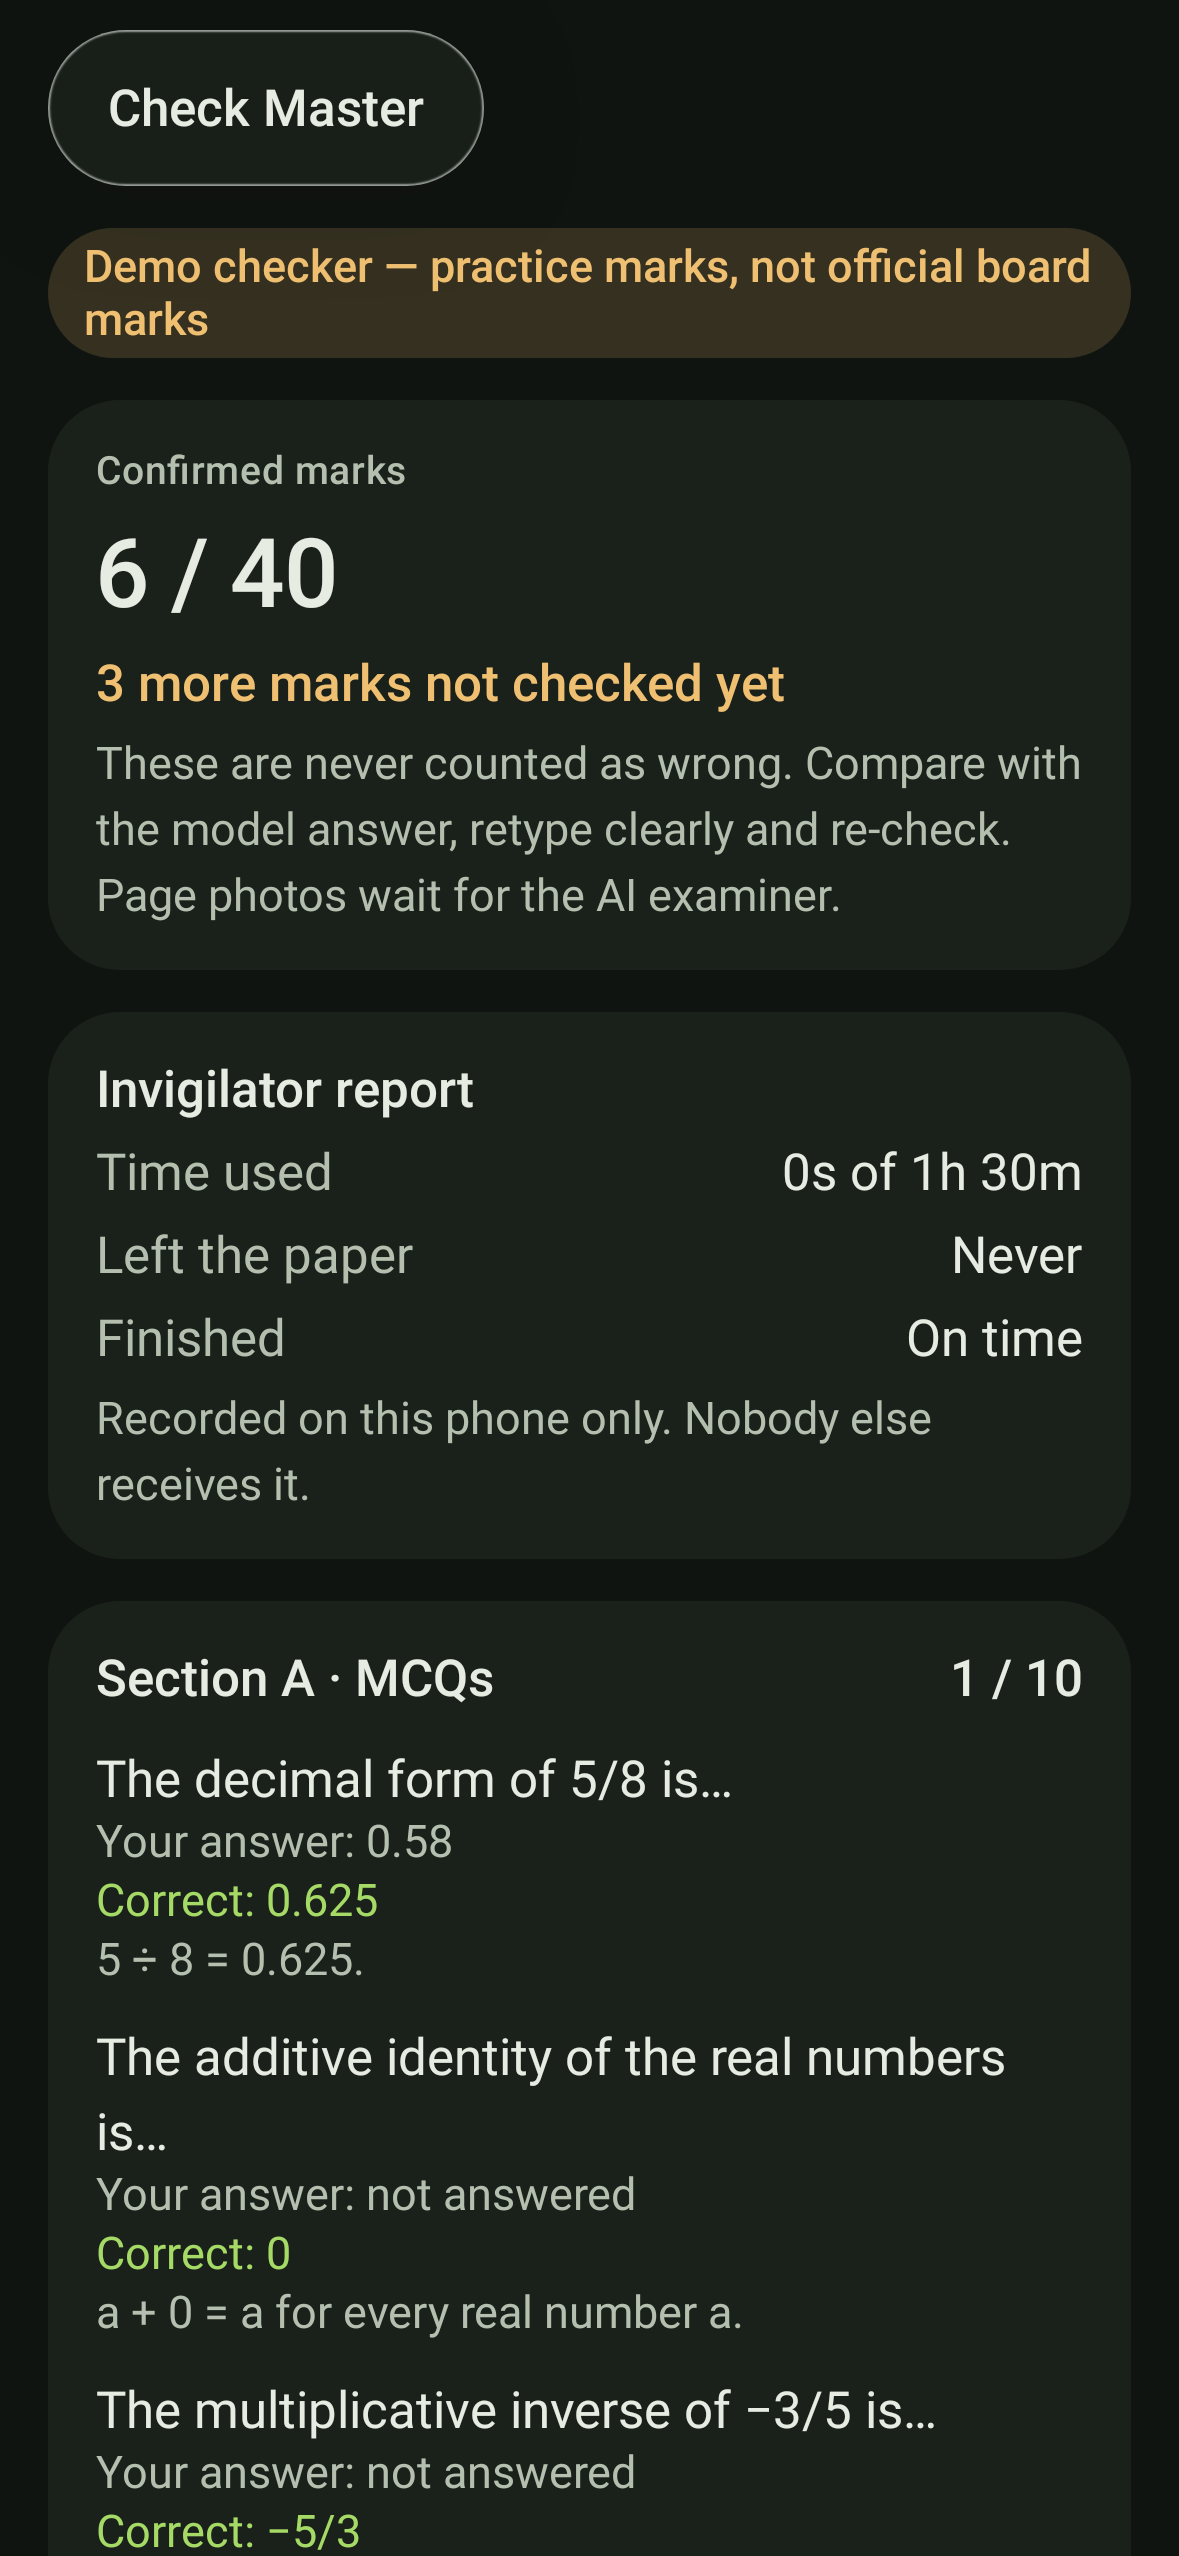 Check Master
Demo checker — practice marks, not official board
marks
Confirmed marks
6 / 40
3 more marks not checked yet
These are never counted as wrong. Compare with
the model answer, retype clearly and re-check.
Page photos wait for the AI examiner.
Invigilator report
Time used 0s of 1h 30m
Left the paper Never
Finished On time
Recorded on this phone only. Nobody else
receives it.
Section A · MCQs 1 / 10
The decimal form of 5/8 is…
Your answer: 0.58
Correct: 0.625
5 ÷ 8 = 0.625.
The additive identity of the real numbers
is…
Your answer: not answered
Correct: 0
a + 0 = a for every real number a.
The multiplicative inverse of −3/5 is…
Your answer: not answered
Correct: −5/3